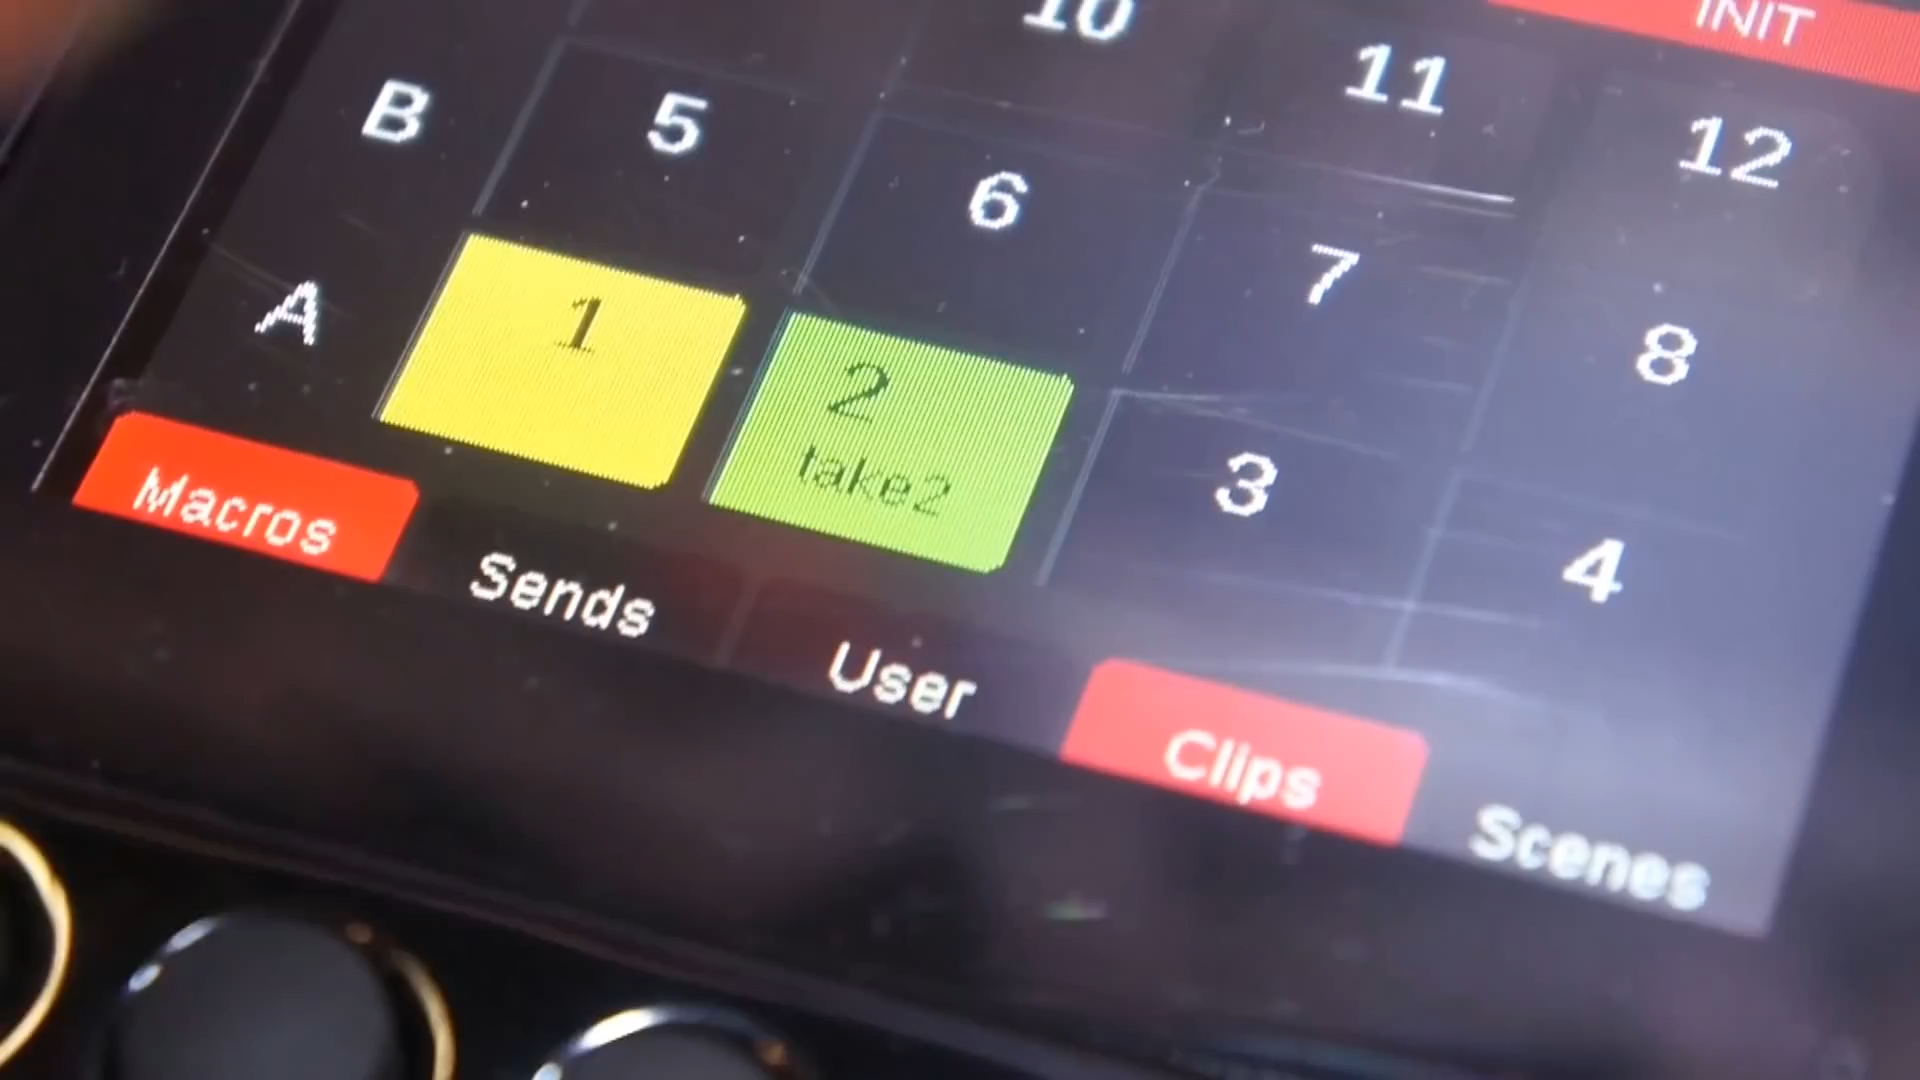 INIT
10 11 12
B 5 6 7 8
A 1 2 3 4
take2
Macros Sends User Clips Scenes